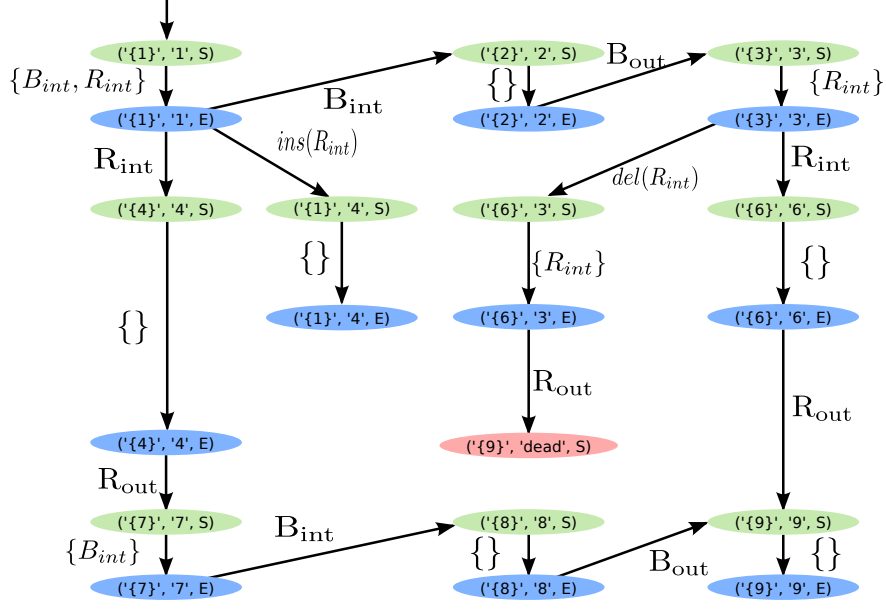 ('{1}', '1', S) ('{2}', '2', S) B_out ('{3}', '3', S)
{B_int, R_int} {} {R_int}
('{1}', '1', E) B_int ('{2}', '2', E) ('{3}', '3', E)
R_int ins(R_int) del(R_int) R_int
('{4}', '4', S) ('{1}', '4', S) ('{6}', '3', S) ('{6}', '6', S)
{} {R_int} {}
('{1}', '4', E) ('{6}', '3', E) ('{6}', '6', E)
{}
R_out R_out
('{4}', '4', E) ('{9}', 'dead', S)
R_out
('{7}', '7', S) B_int ('{8}', '8', S) ('{9}', '9', S)
{B_int} {} B_out {}
('{7}', '7', E) ('{8}', '8', E) ('{9}', '9', E)